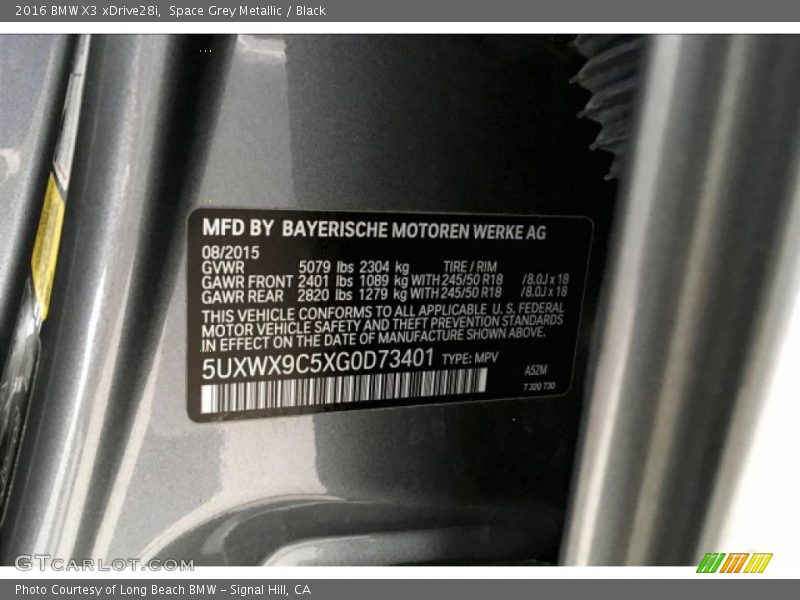 2016 BMW X3 xDrive28i, Space Grey Metallic / Black
MFD BY BAYERISCHE MOTOREN WERKE AG
08/2015
GVWR 5079 lbs 2304 kg TIRE / RIM
GAWR FRONT 2401 lbs 1089 kg WITH 245/50 R18 / 8.0J x 18
GAWR REAR 2820 lbs 1279 kg WITH 245/50 R18 / 8.0J x 18
THIS VEHICLE CONFORMS TO ALL APPLICABLE U. S. FEDERAL
MOTOR VEHICLE SAFETY AND THEFT PREVENTION STANDARDS
IN EFFECT ON THE DATE OF MANUFACTURE SHOWN ABOVE.
5UXWX9C5XG0D73401 TYPE: MPV
A52M
7 320 730
GTCARLOT.COM
Photo Courtesy of Long Beach BMW - Signal Hill, CA